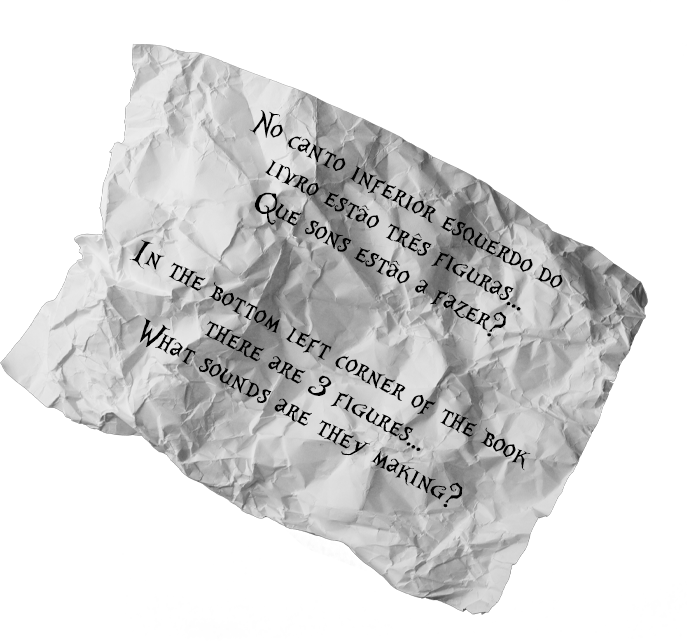 No canto inferior esquerdo do
livro estão três figuras...
Que sons estão a fazer?
In the bottom left corner of the book
there are 3 figures...
What sounds are they making?